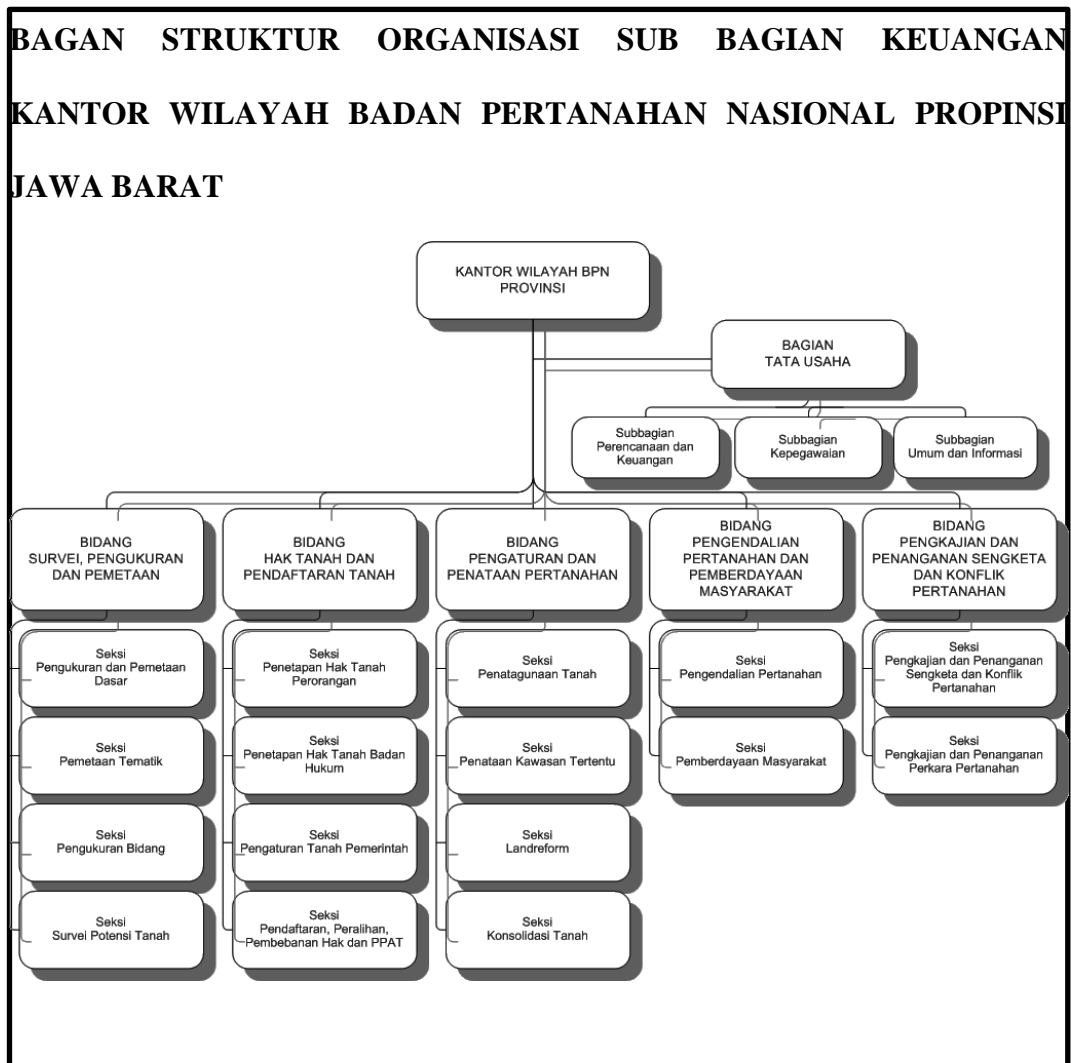 BAGAN STRUKTUR ORGANISASI SUB BAGIAN KEUANGAN
KANTOR WILAYAH BADAN PERTANAHAN NASIONAL PROPINSI
JAWA BARAT
KANTOR WILAYAH BPN
PROVINSI
BAGIAN
TATA USAHA
Subbagian
Perencanaan dan
Keuangan
Subbagian
Kepegawaian
Subbagian
Umum dan Informasi
BIDANG
SURVEI, PENGUKURAN
DAN PEMETAAN
BIDANG
HAK TANAH DAN
PENDAFTARAN TANAH
BIDANG
PENGATURAN DAN
PENATAAN PERTANAHAN
BIDANG
PENGENDALIAN
PERTANAHAN DAN
PEMBERDAYAAN
MASYARAKAT
BIDANG
PENGKAJIAN DAN
PENANGANAN SENGKETA
DAN KONFLIK
PERTANAHAN
Seksi
Pengukuran dan Pemetaan
Dasar
Seksi
Penetapan Hak Tanah
Perorangan
Seksi
Penatagunaan Tanah
Seksi
Pengendalian Pertanahan
Seksi
Pengkajian dan Penanganan
Sengketa dan Konflik
Pertanahan
Seksi
Pemetaan Tematik
Seksi
Penetapan Hak Tanah Badan
Hukum
Seksi
Penataan Kawasan Tertentu
Seksi
Pemberdayaan Masyarakat
Seksi
Pengkajian dan Penanganan
Perkara Pertanahan
Seksi
Pengukuran Bidang
Seksi
Pengaturan Tanah Pemerintah
Seksi
Landreform
Seksi
Survei Potensi Tanah
Seksi
Pendaftaran, Peralihan,
Pembebanan Hak dan PPAT
Seksi
Konsolidasi Tanah